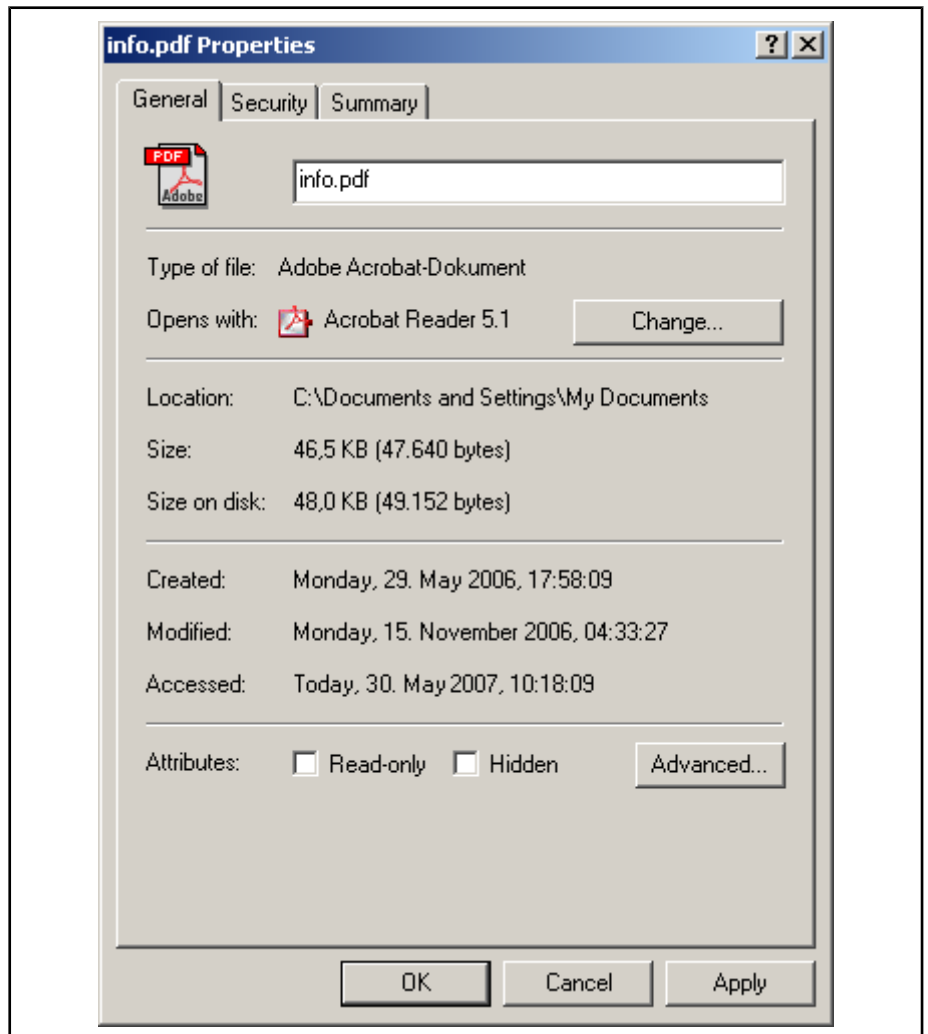 info.pdf Properties
General Security Summary
PDF
Adobe
info.pdf
Type of file: Adobe Acrobat-Dokument
Opens with: Acrobat Reader 5.1 Change...
Location: C:\Documents and Settings\My Documents
Size: 46,5 KB (47.640 bytes)
Size on disk: 48,0 KB (49.152 bytes)
Created: Monday, 29. May 2006, 17:58:09
Modified: Monday, 15. November 2006, 04:33:27
Accessed: Today, 30. May 2007, 10:18:09
Attributes: Read-only Hidden Advanced...
OK Cancel Apply